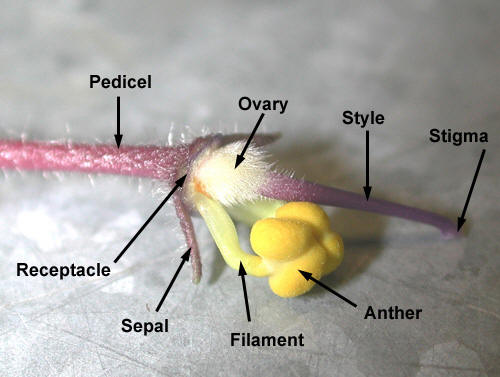 Pedicel
Ovary
Style
Stigma
Receptacle
Sepal
Filament
Anther